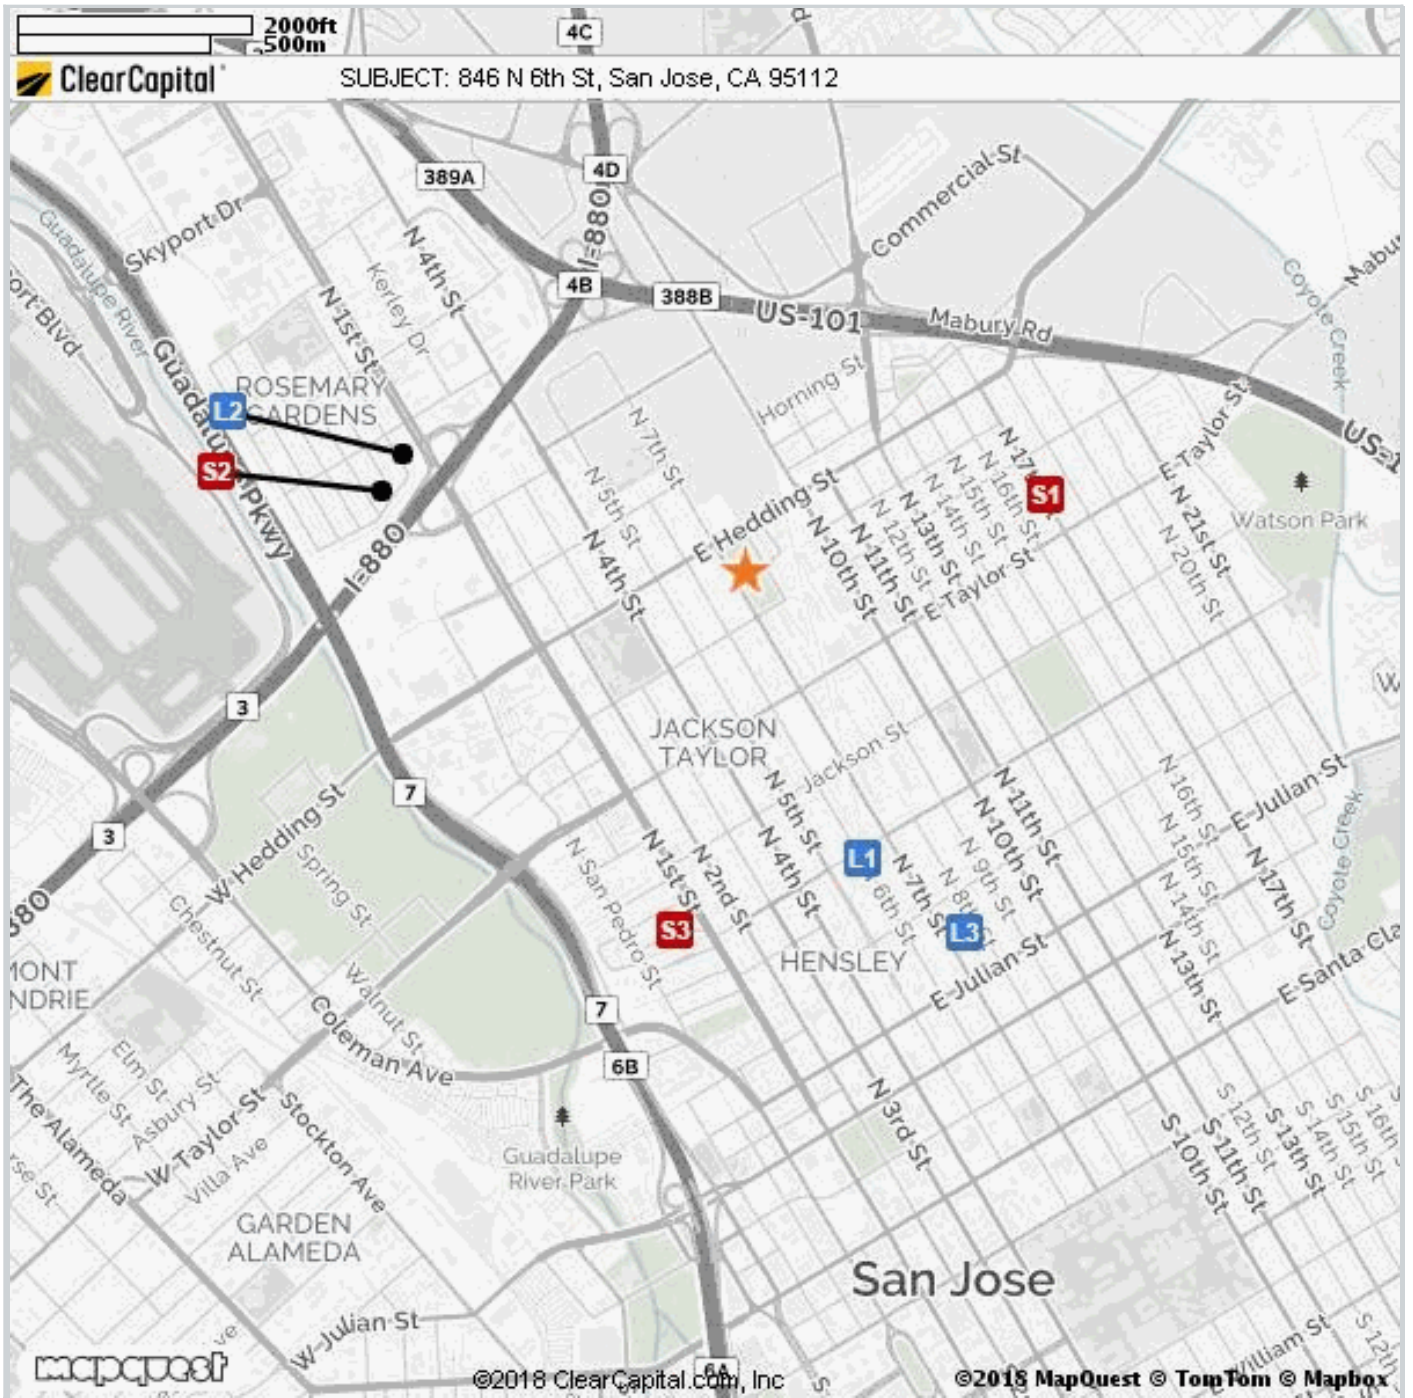 2000ft
500m
4C
ClearCapital
SUBJECT: 846 N 6th St, San Jose, CA 95112
389A
4D
I-880
Commercial St
Skyport Dr
Guadalupe River
N 4th St
Kerley Dr
N 1st St
4B
388B
US-101
Mabury Rd
Coyote Creek
Guadalupe Pkwy
ROSEMARY
GARDENS
L2
S2
Horning St
N 7th St
E Hedding St
E Taylor St
US-1
N 17
S1
N 16th St
N 15th St
N 14th St
N 13th St
N 12th St
N 11th St
N 10th St
N 5th St
N 4th St
N 21st St
N 20th St
Watson Park
I-880
E Taylor St
3
7
3
JACKSON
TAYLOR
Jackson St
W Hedding St
Spring St
Chestnut St
Walnut St
N San Pedro St
N 1st St
N 2nd St
N 5th St
N 4th St
L1
6th St
N 7th St
N 9th St
N 10th St
N 11th St
L3
S3
HENSLEY
E Julian St
N 16th St
N 15th St
N 14th St
N 13th St
N 17th St
E Julian St
Coyote Creek
E Santa Cla
7
6B
Coleman Ave
Elm St
Myrtle St
Asbury St
The Alameda
W Taylor St
Villa Ave
Stockton Ave
Guadalupe
River Park
N 3rd St
GARDEN
ALAMEDA
S 10th St
S 11th St
S 12th St
S 13th St
S 14th St
S 15th St
S 16th St
San Jose
W Julian St
William St
S 12th
6A
mapquest
©2018 ClearCapital.com, Inc
©2018 MapQuest © TomTom © Mapbox